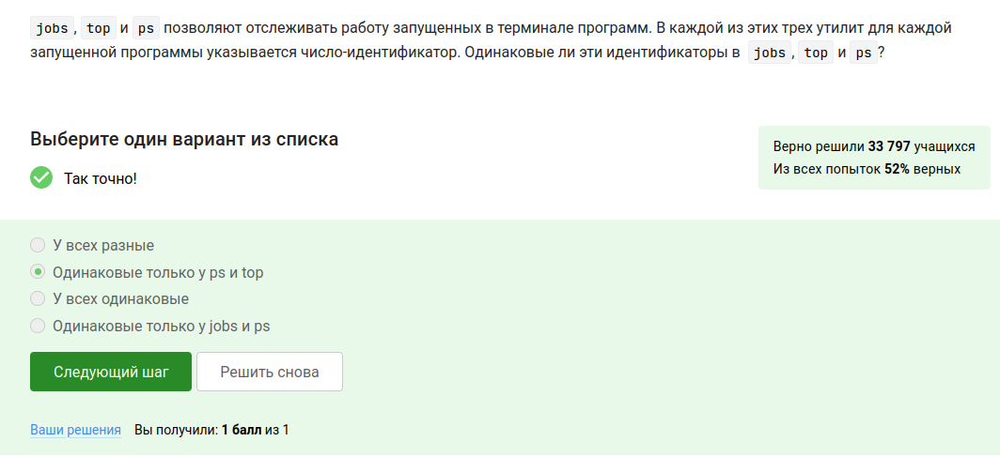 jobs, top и ps позволяют отслеживать работу запущенных в терминале программ. В каждой из этих трех утилит для каждой
запущенной программы указывается число-идентификатор. Одинаковые ли эти идентификаторы в jobs, top и ps?
Выберите один вариант из списка
Так точно!
Верно решили 33 797 учащихся
Из всех попыток 52% верных
У всех разные
Одинаковые только у ps и top
У всех одинаковые
Одинаковые только у jobs и ps
Следующий шаг
Решить снова
Ваши решения Вы получили: 1 балл из 1